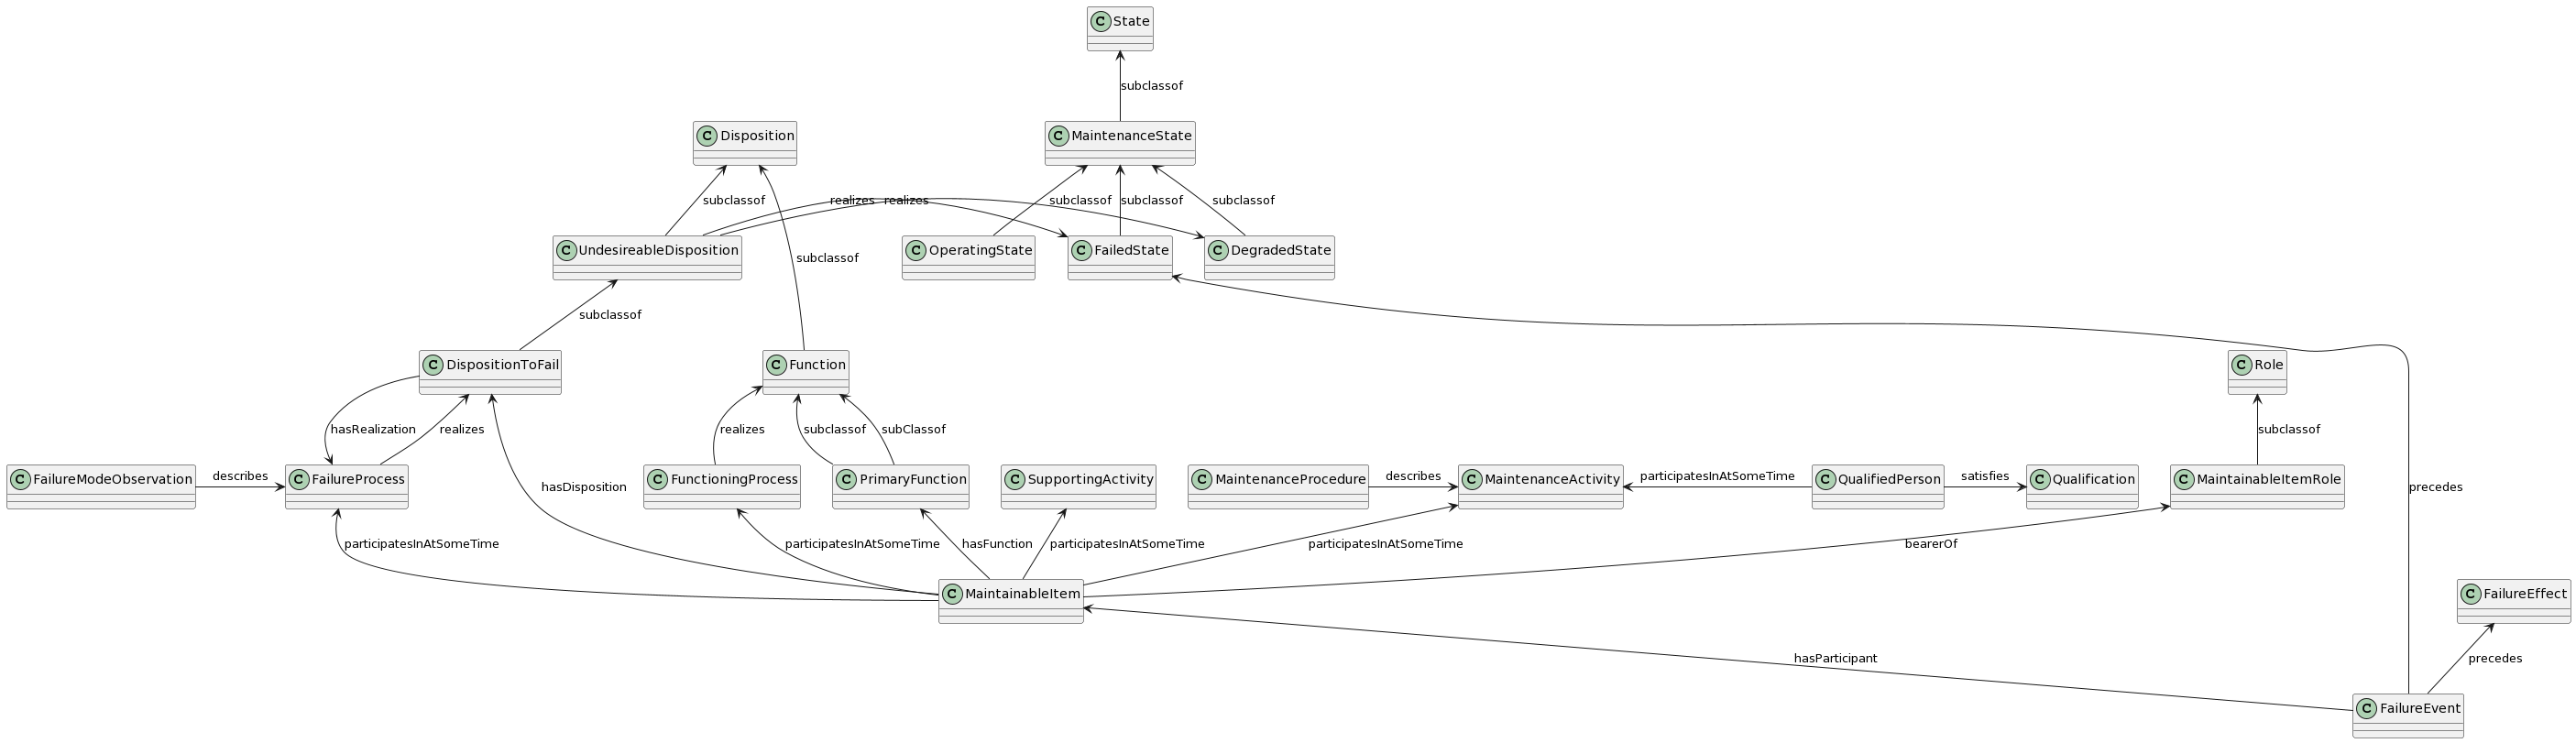 C State
subclassof
C Disposition
C MaintenanceState
subclassof
realizes
realizes
subclassof
subclassof
subclassof
C UndesireableDisposition
C OperatingState
C FailedState
C DegradedState
subclassof
subclassof
C DispositionToFail
C Function
C Role
hasRealization
realizes
realizes
subclassof
subClassof
subclassof
C FailureModeObservation
describes
C FailureProcess
hasDisposition
C FunctioningProcess
C PrimaryFunction
C SupportingActivity
C MaintenanceProcedure
describes
C MaintenanceActivity
participatesInAtSomeTime
C QualifiedPerson
satisfies
C Qualification
C MaintainableItemRole
precedes
participatesInAtSomeTime
participatesInAtSomeTime
hasFunction
participatesInAtSomeTime
participatesInAtSomeTime
bearerOf
C MaintainableItem
C FailureEffect
hasParticipant
precedes
C FailureEvent